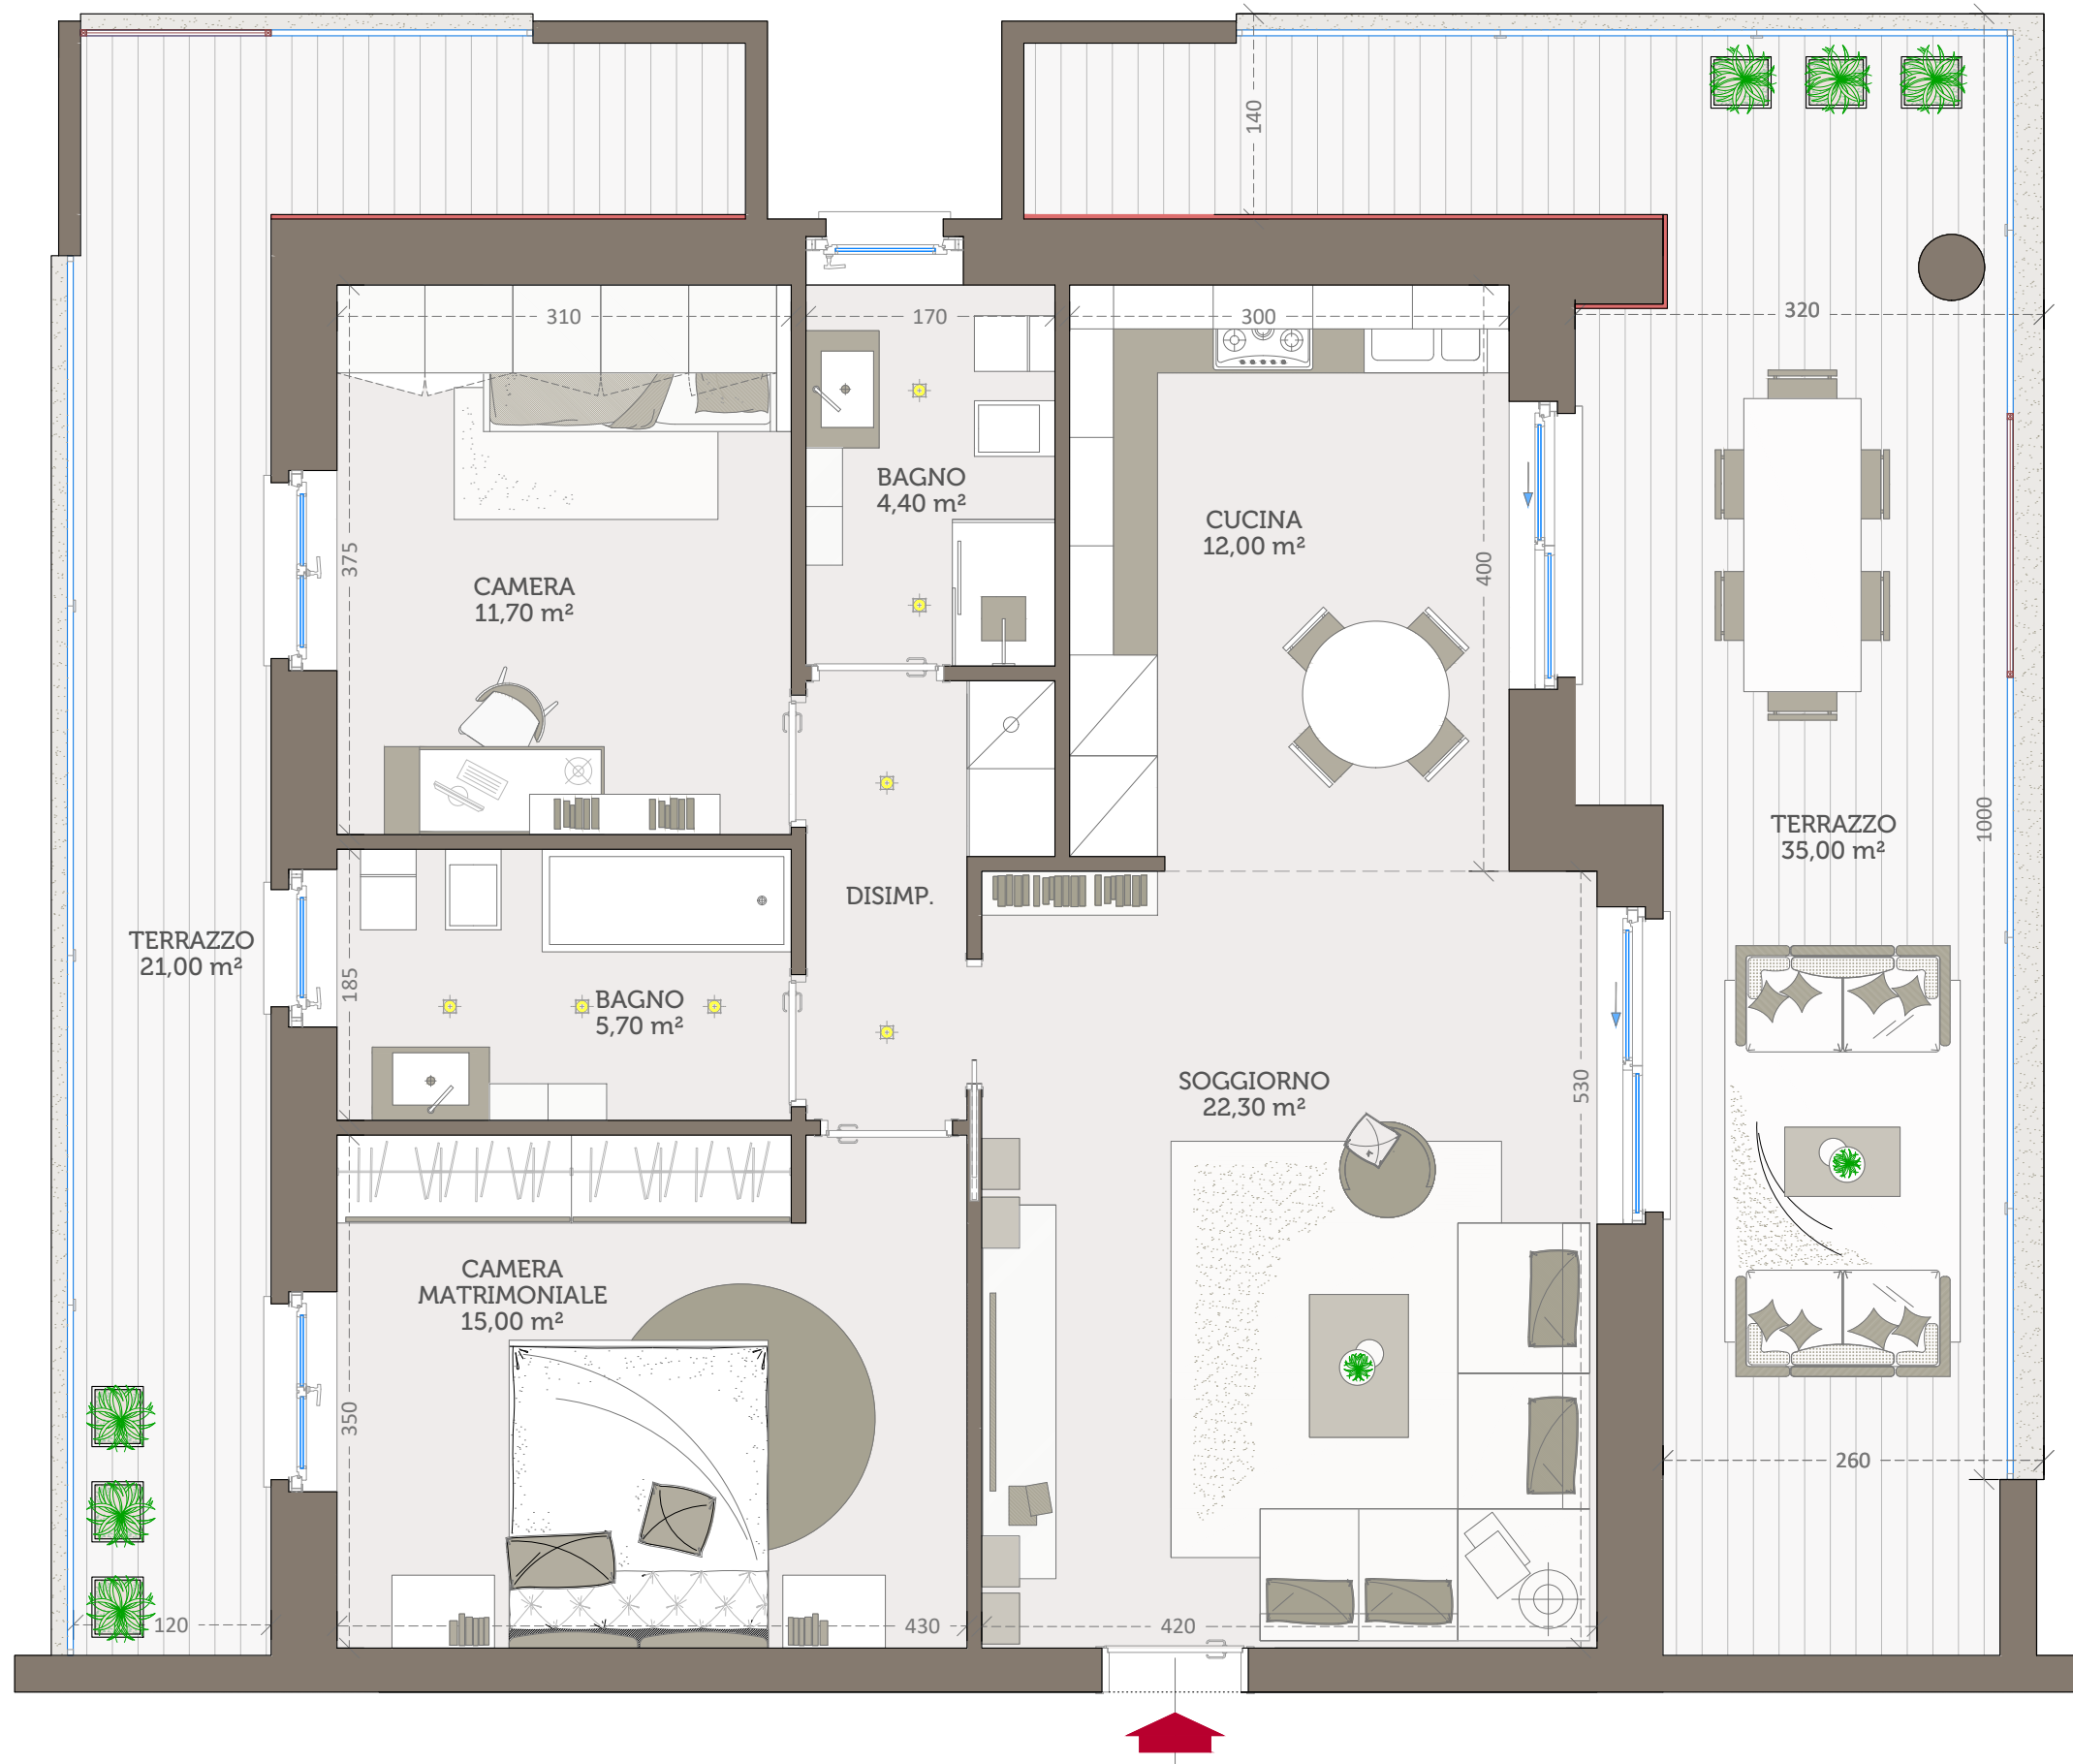 140
310
170
300
320
BAGNO
4,40 m²
CUCINA
12,00 m²
375
400
CAMERA
11,70 m²
TERRAZZO
35,00 m²
1000
DISIMP.
TERRAZZO
21,00 m²
185
BAGNO
5,70 m²
SOGGIORNO
22,30 m²
530
CAMERA
MATRIMONIALE
15,00 m²
350
260
120
430
420